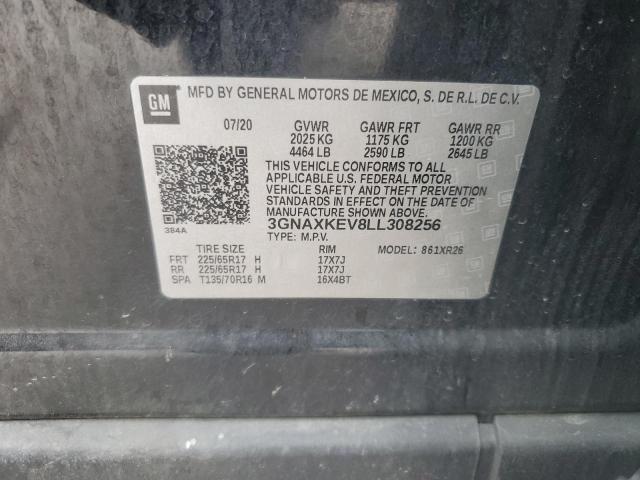 GM MFD BY GENERAL MOTORS DE MEXICO, S. DE R.L. DE C.V.
07/20 GVWR GAWR FRT GAWR RR
2025 KG 1175 KG 1200 KG
4464 LB 2590 LB 2645 LB
THIS VEHICLE CONFORMS TO ALL
APPLICABLE U.S. FEDERAL MOTOR
VEHICLE SAFETY AND THEFT PREVENTION
STANDARDS IN EFFECT ON THE DATE OF
MANUFACTURE SHOWN ABOVE.
384A 3GNAXKEV8LL308256
TYPE: M.P.V. MODEL: 861XR26
TIRE SIZE RIM
FRT 225/65R17 H 17X7J
RR 225/65R17 H 17X7J
SPA T135/70R16 M 16X4BT